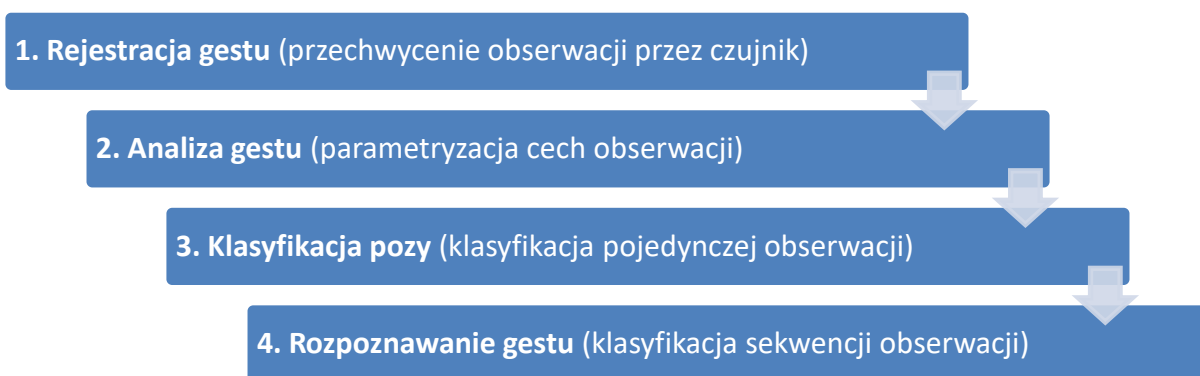 1. Rejestracja gestu (przechwycenie obserwacji przez czujnik)
2. Analiza gestu (parametryzacja cech obserwacji)
3. Klasyfikacja pozy (klasyfikacja pojedynczej obserwacji)
4. Rozpoznawanie gestu (klasyfikacja sekwencji obserwacji)